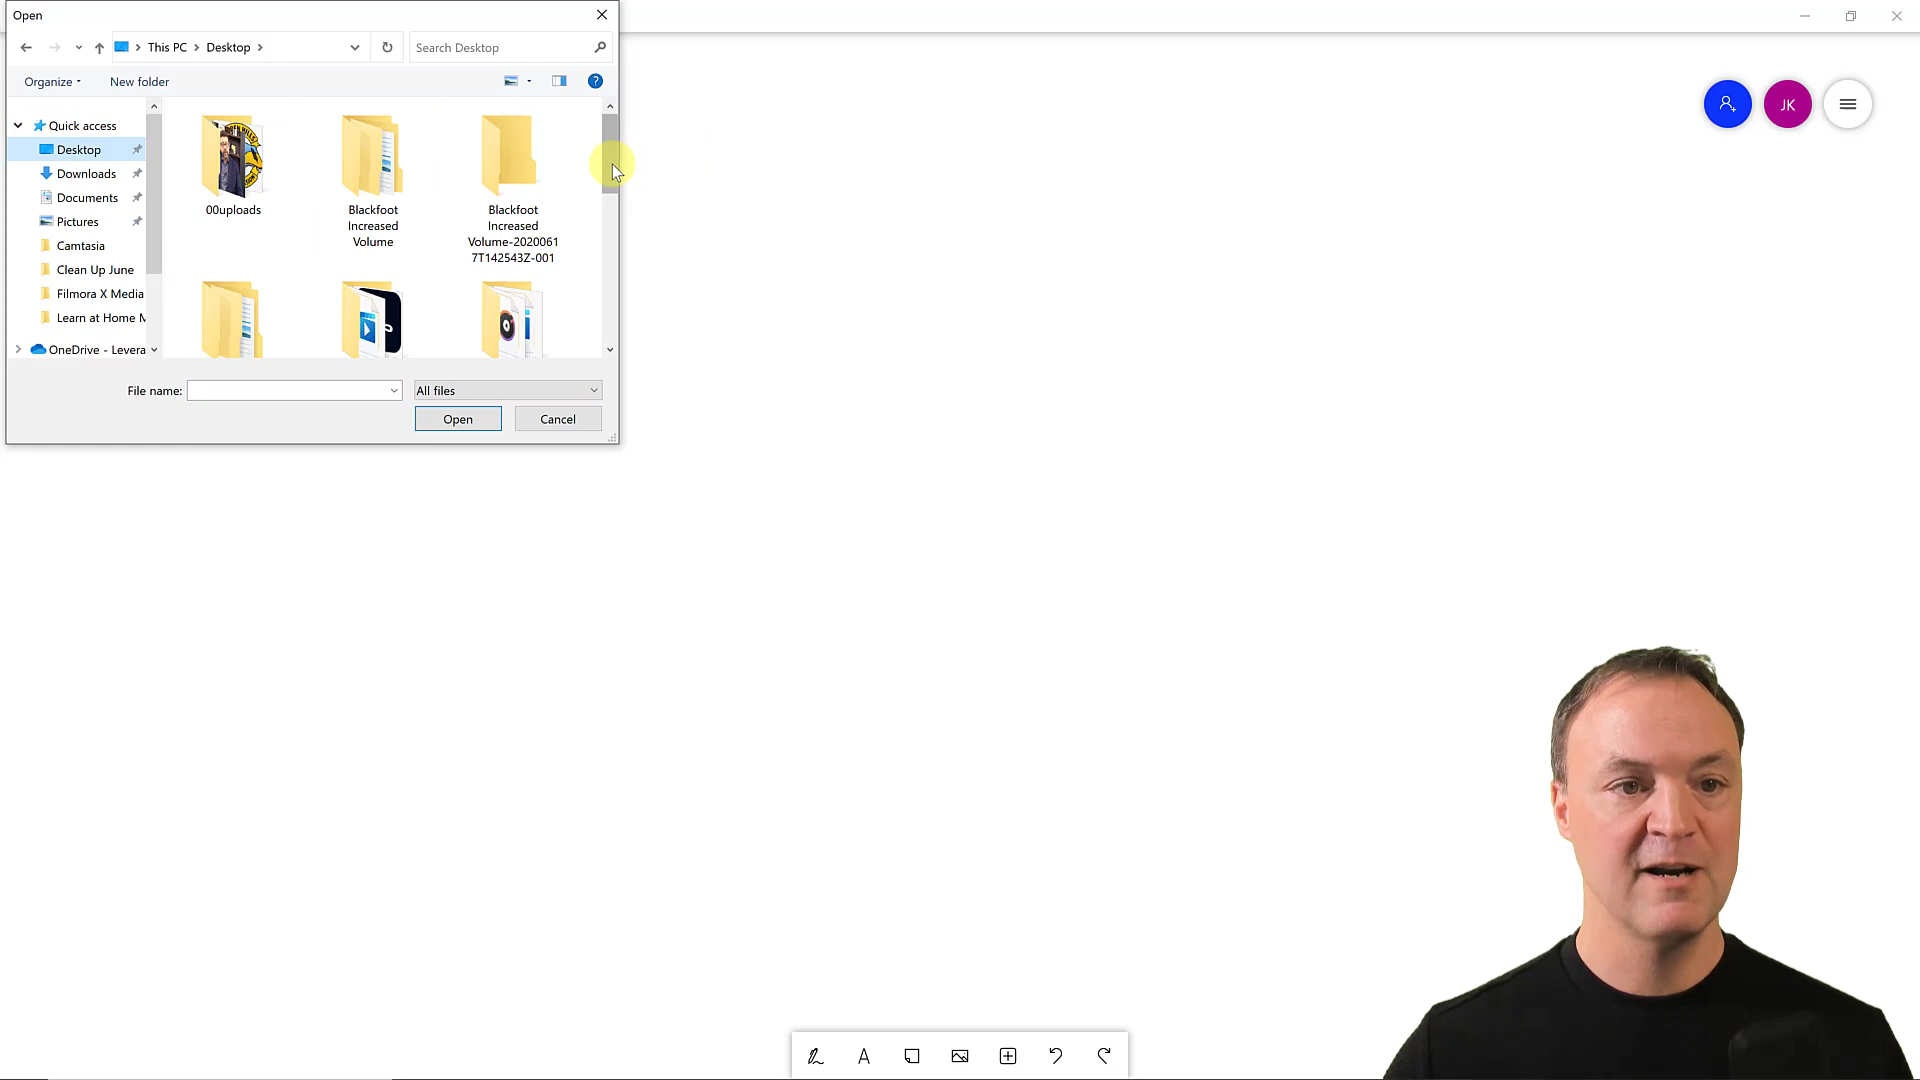 Open
This PC
Desktop
Search Desktop
Organize
New folder
Quick access
Desktop
Downloads
Documents
Pictures
Camtasia
Clean Up June
Filmora X Media
Learn at Home M
OneDrive - Levera
00uploads
Blackfoot
Increased
Volume
Blackfoot
Increased
Volume-2020061
7T142543Z-001
File name:
All files
Open
Cancel
JK